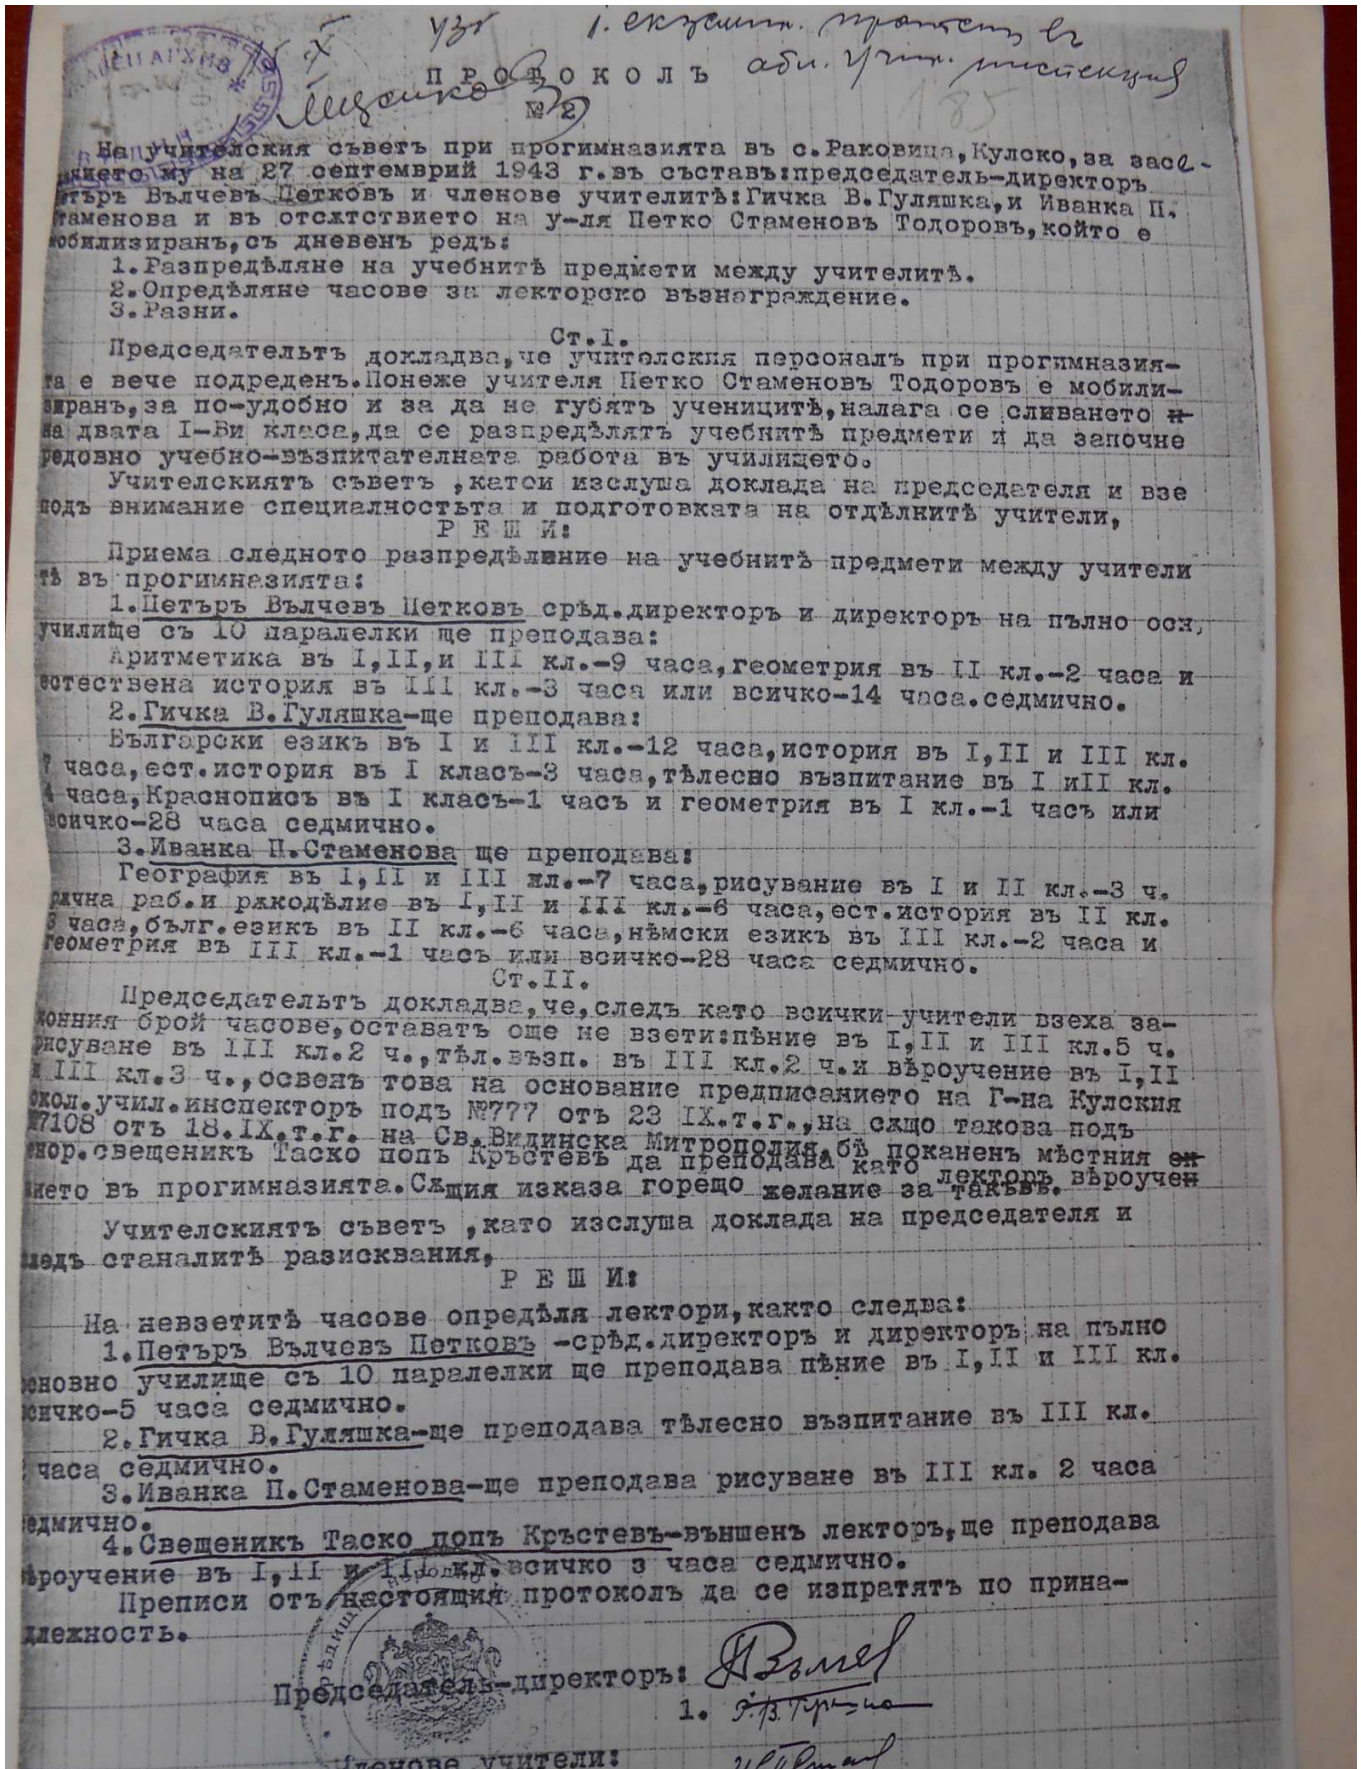 1. екземп.
П Р О Т О К О Л Ъ
№ 2
На учителския съветъ при прогимназията въ с.Раковица,Кулско,за засе-
му на 27 септемврий 1943 г.въ съставъ:председатель-директоръ
Вълчевъ Петковъ и членове учителитѣ:Гичка В.Гуляшка,и Иванка П.
таменова и въ отсѫтствието на у-ля Петко Стаменовъ Тодоровъ,който е
мобилизиранъ,съ дневенъ редъ:
1.Разпредѣляне на учебнитѣ предмети между учителитѣ.
2.Опредѣляне часове за лекторско възнаграждение.
3.Разни.
Ст.I.
Председательтъ докладва,че учителския персоналъ при прогимназия-
та е вече подреденъ.Понеже учителя Петко Стаменовъ Тодоровъ е мобили-
зиранъ,за по-удобно и за да не губятъ ученицитѣ,налага се сливането и
на двата I-ви класа,да се разпредѣлятъ учебнитѣ предмети и да започне
редовно учебно-възпитателната работа въ училището.
Учителскиятъ съветъ ,катои изслуша доклада на председателя и взе
подъ внимание специалностьта и подготовката на отдѣлнитѣ учители,
Р Е Ш И:
Приема следното разпредѣление на учебнитѣ предмети между учители
тѣ въ прогимназията:
1.Петъръ Вълчевъ Петковъ срѣд.директоръ и директоръ на пълно осн,
училище съ 10 паралелки ще преподава:
Аритметика въ I,II,и III кл.-9 часа,геометрия въ II кл.-2 часа и
естествена история въ III кл.-3 часа или всичко-14 часа.седмично.
2.Гичка В.Гуляшка-ще преподава:
Български езикъ въ I и III кл.-12 часа,история въ I,II и III кл.
7 часа,ест.история въ I класъ-3 часа,тѣлесно възпитание въ I иII кл.
4 часа,Краснописъ въ I класъ-1 часъ и геометрия въ I кл.-1 часъ или
всичко-28 часа седмично.
3.Иванка П.Стаменова ще преподава:
География въ I,II и III кл.-7 часа,рисувание въ I и II кл.-3 ч.
рѫчна раб.и рѫкодѣлие въ I,II и III кл.-6 часа,ест.история въ II кл.
3 часа,бълг.езикъ въ II кл.-6 часа,нѣмски езикъ въ III кл.-2 часа и
геометрия въ III кл.-1 часъ или всичко-28 часа седмично.
Ст.II.
Председательтъ докладва,че,следъ като всички учители взеха за-
конния брой часове,оставатъ още не взети:пѣние въ I,II и III кл.5 ч.
рисуване въ III кл.2 ч.,тѣл.възп. въ III кл.2 ч.и вѣроучение въ I,II
и III кл.3 ч.,освенъ това на основание предписанието на Г-на Кулския
окол.учил.инспекторъ подъ №777 отъ 23 IX.т.г.,на сѫщо такова подъ
№7108 отъ 18.IX.т.г. на Св.Видинска Митрополия,бѣ поканенъ мѣстния ен
енор.свещеникъ Таско попъ Кръстевъ да преподава като лекторъ вѣроучен
нието въ прогимназията.Сѫщия изказа горещо желание за такъвъ.
Учителскиятъ съветъ ,като изслуша доклада на председателя и
следъ станалитѣ разисквания,
Р Е Ш И:
На невзетитѣ часове опредѣля лектори,както следва:
1.Петъръ Вълчевъ Петковъ -срѣд.директоръ и директоръ на пълно
основно училище съ 10 паралелки ще преподава пѣние въ I,II и III кл.
всичко-5 часа седмично.
2.Гичка В.Гуляшка-ще преподава тѣлесно възпитание въ III кл.
часа седмично.
3.Иванка П.Стаменова-ще преподава рисуване въ III кл. 2 часа
едмично.
4.Свещеникъ Таско попъ Кръстевъ-външенъ лекторъ,ще преподава
вѣроучение въ I,II и III кл.всичко 3 часа седмично.
Преписи отъ настоящия протоколъ да се изпратятъ по прина-
длежность.
Председатель-директоръ:
1.
Членове учители: